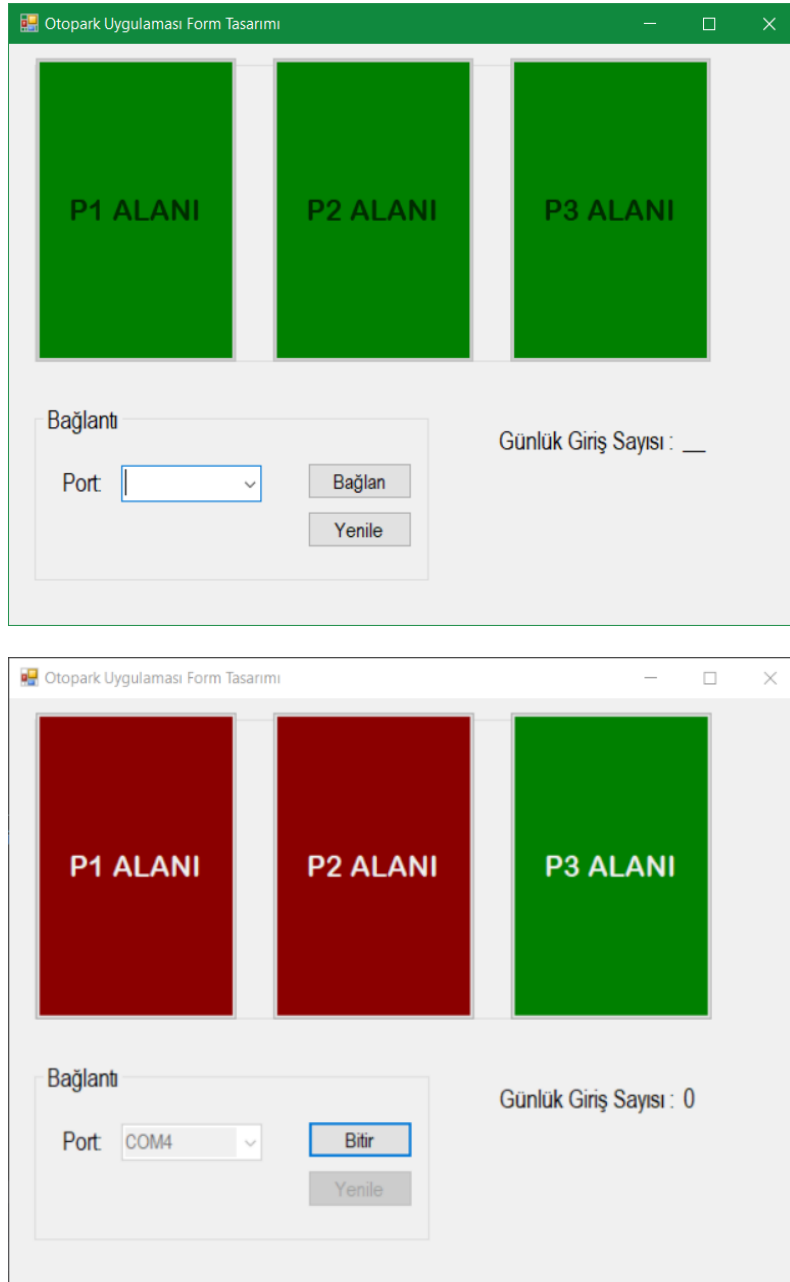 Otopark Uygulaması Form Tasarımı
P1 ALANI P2 ALANI P3 ALANI
Bağlantı
Günlük Giriş Sayısı : __
Port: Bağlan
Yenile
Otopark Uygulaması Form Tasarımı
P1 ALANI P2 ALANI P3 ALANI
Bağlantı
Günlük Giriş Sayısı : 0
Port: COM4 Bitir
Yenile